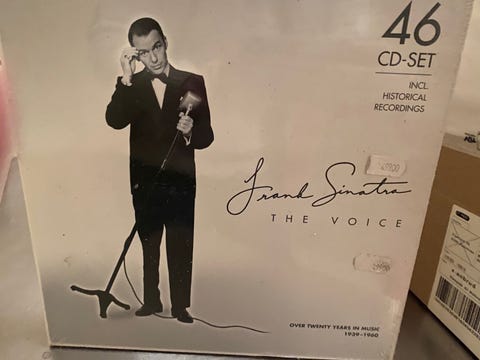 46
CD-SET
INCL.
HISTORICAL
RECORDINGS
Frank Sinatra
THE VOICE
OVER TWENTY YEARS IN MUSIC
1939-1960